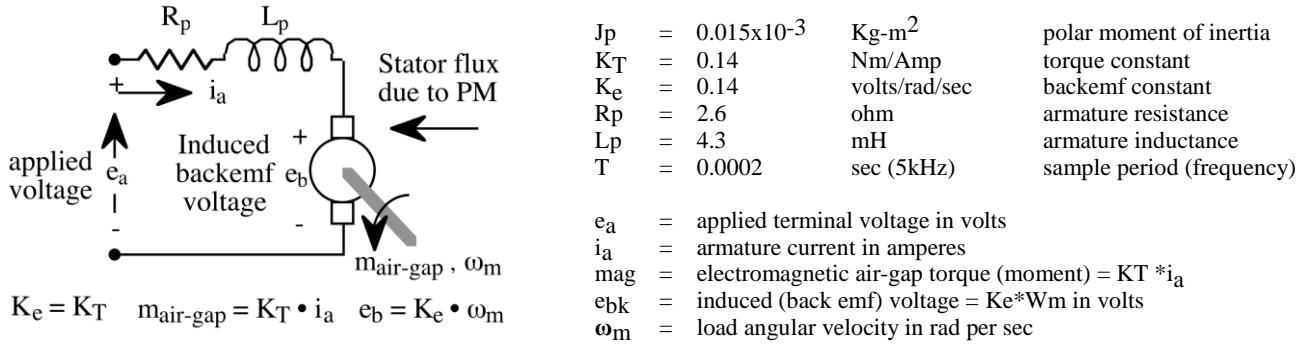 Rp Lp
+ ia
Stator flux
due to PM
applied
voltage
ea
-
Induced
backemf
voltage
+
eb
-
mair-gap , ωm
Ke = KT mair-gap = KT • ia eb = Ke • ωm
Jp = 0.015x10-3 Kg-m2 polar moment of inertia
KT = 0.14 Nm/Amp torque constant
Ke = 0.14 volts/rad/sec backemf constant
Rp = 2.6 ohm armature resistance
Lp = 4.3 mH armature inductance
T = 0.0002 sec (5kHz) sample period (frequency)
ea = applied terminal voltage in volts
ia = armature current in amperes
mag = electromagnetic air-gap torque (moment) = KT *ia
ebk = induced (back emf) voltage = Ke*Wm in volts
ωm = load angular velocity in rad per sec